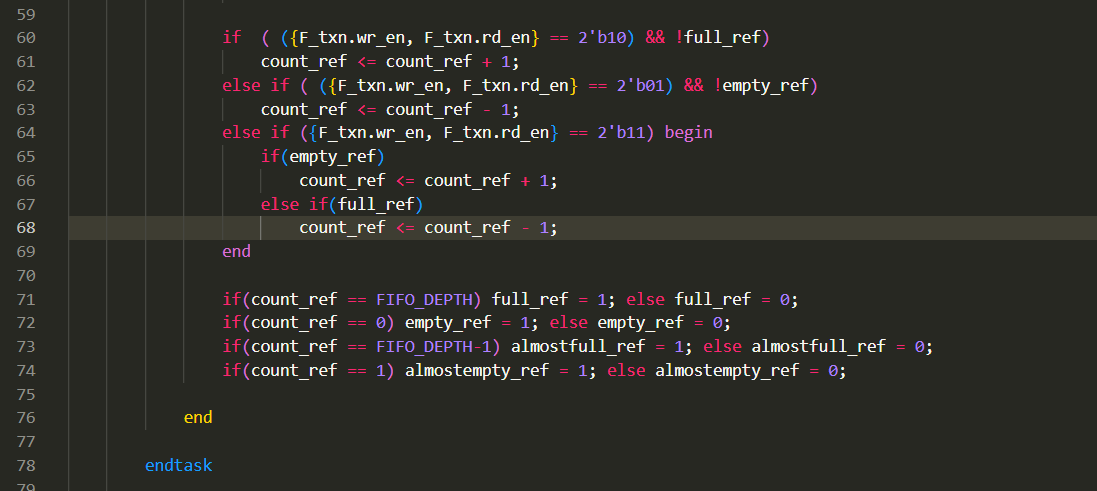 59
60 if  ( ({F_txn.wr_en, F_txn.rd_en} == 2'b10) && !full_ref)
61 count_ref <= count_ref + 1;
62 else if ( ({F_txn.wr_en, F_txn.rd_en} == 2'b01) && !empty_ref)
63 count_ref <= count_ref - 1;
64 else if ({F_txn.wr_en, F_txn.rd_en} == 2'b11) begin
65 if(empty_ref)
66 count_ref <= count_ref + 1;
67 else if(full_ref)
68 count_ref <= count_ref - 1;
69 end
70
71 if(count_ref == FIFO_DEPTH) full_ref = 1; else full_ref = 0;
72 if(count_ref == 0) empty_ref = 1; else empty_ref = 0;
73 if(count_ref == FIFO_DEPTH-1) almostfull_ref = 1; else almostfull_ref = 0;
74 if(count_ref == 1) almostempty_ref = 1; else almostempty_ref = 0;
75
76 end
77
78 endtask
79